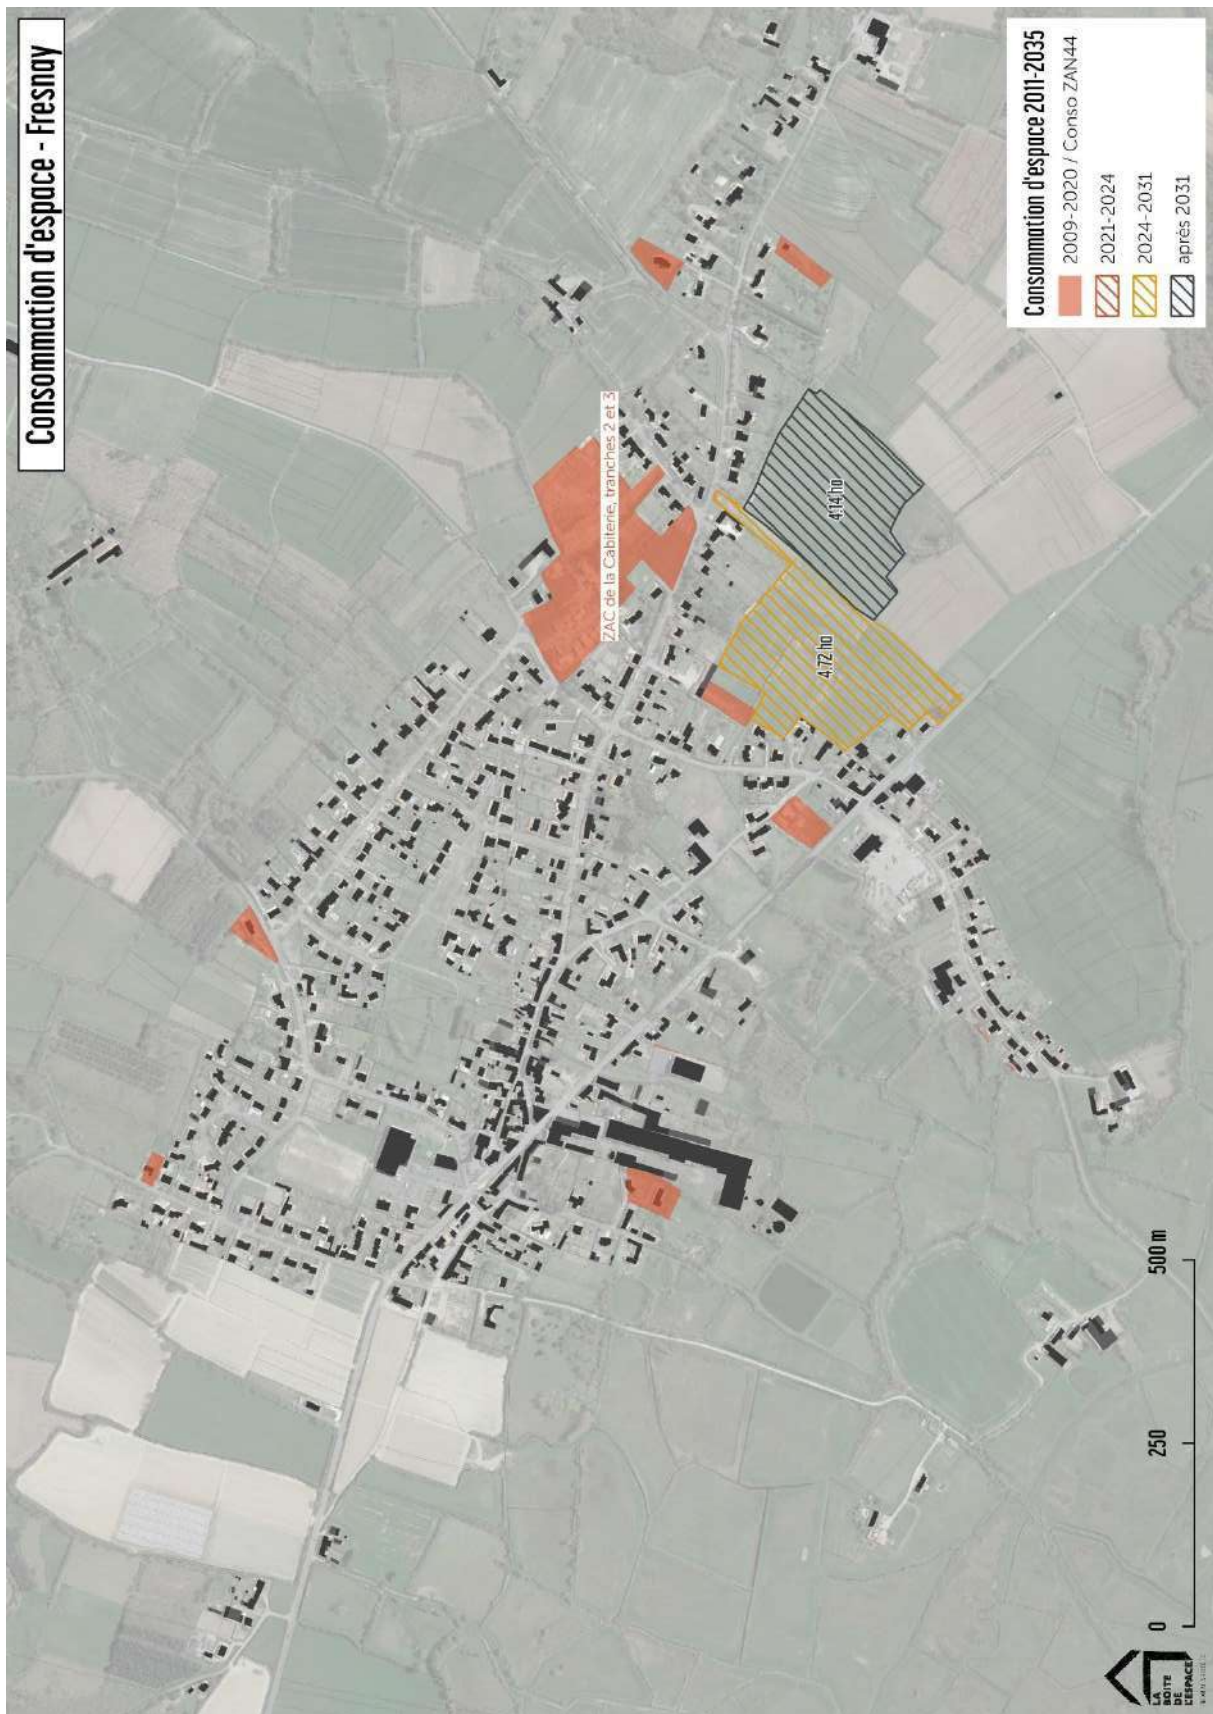 Consommation d'espace - Fresnay
ZAC de la Cabiterie, tranches 2 et 3
4.14 ha
4.72 ha
Consommation d'espace 2011-2035
2009-2020 / Conso ZAN44
2021-2024
2024-2031
après 2031
0
250
500 m
LA
BOITE
DE
L'ESPACE